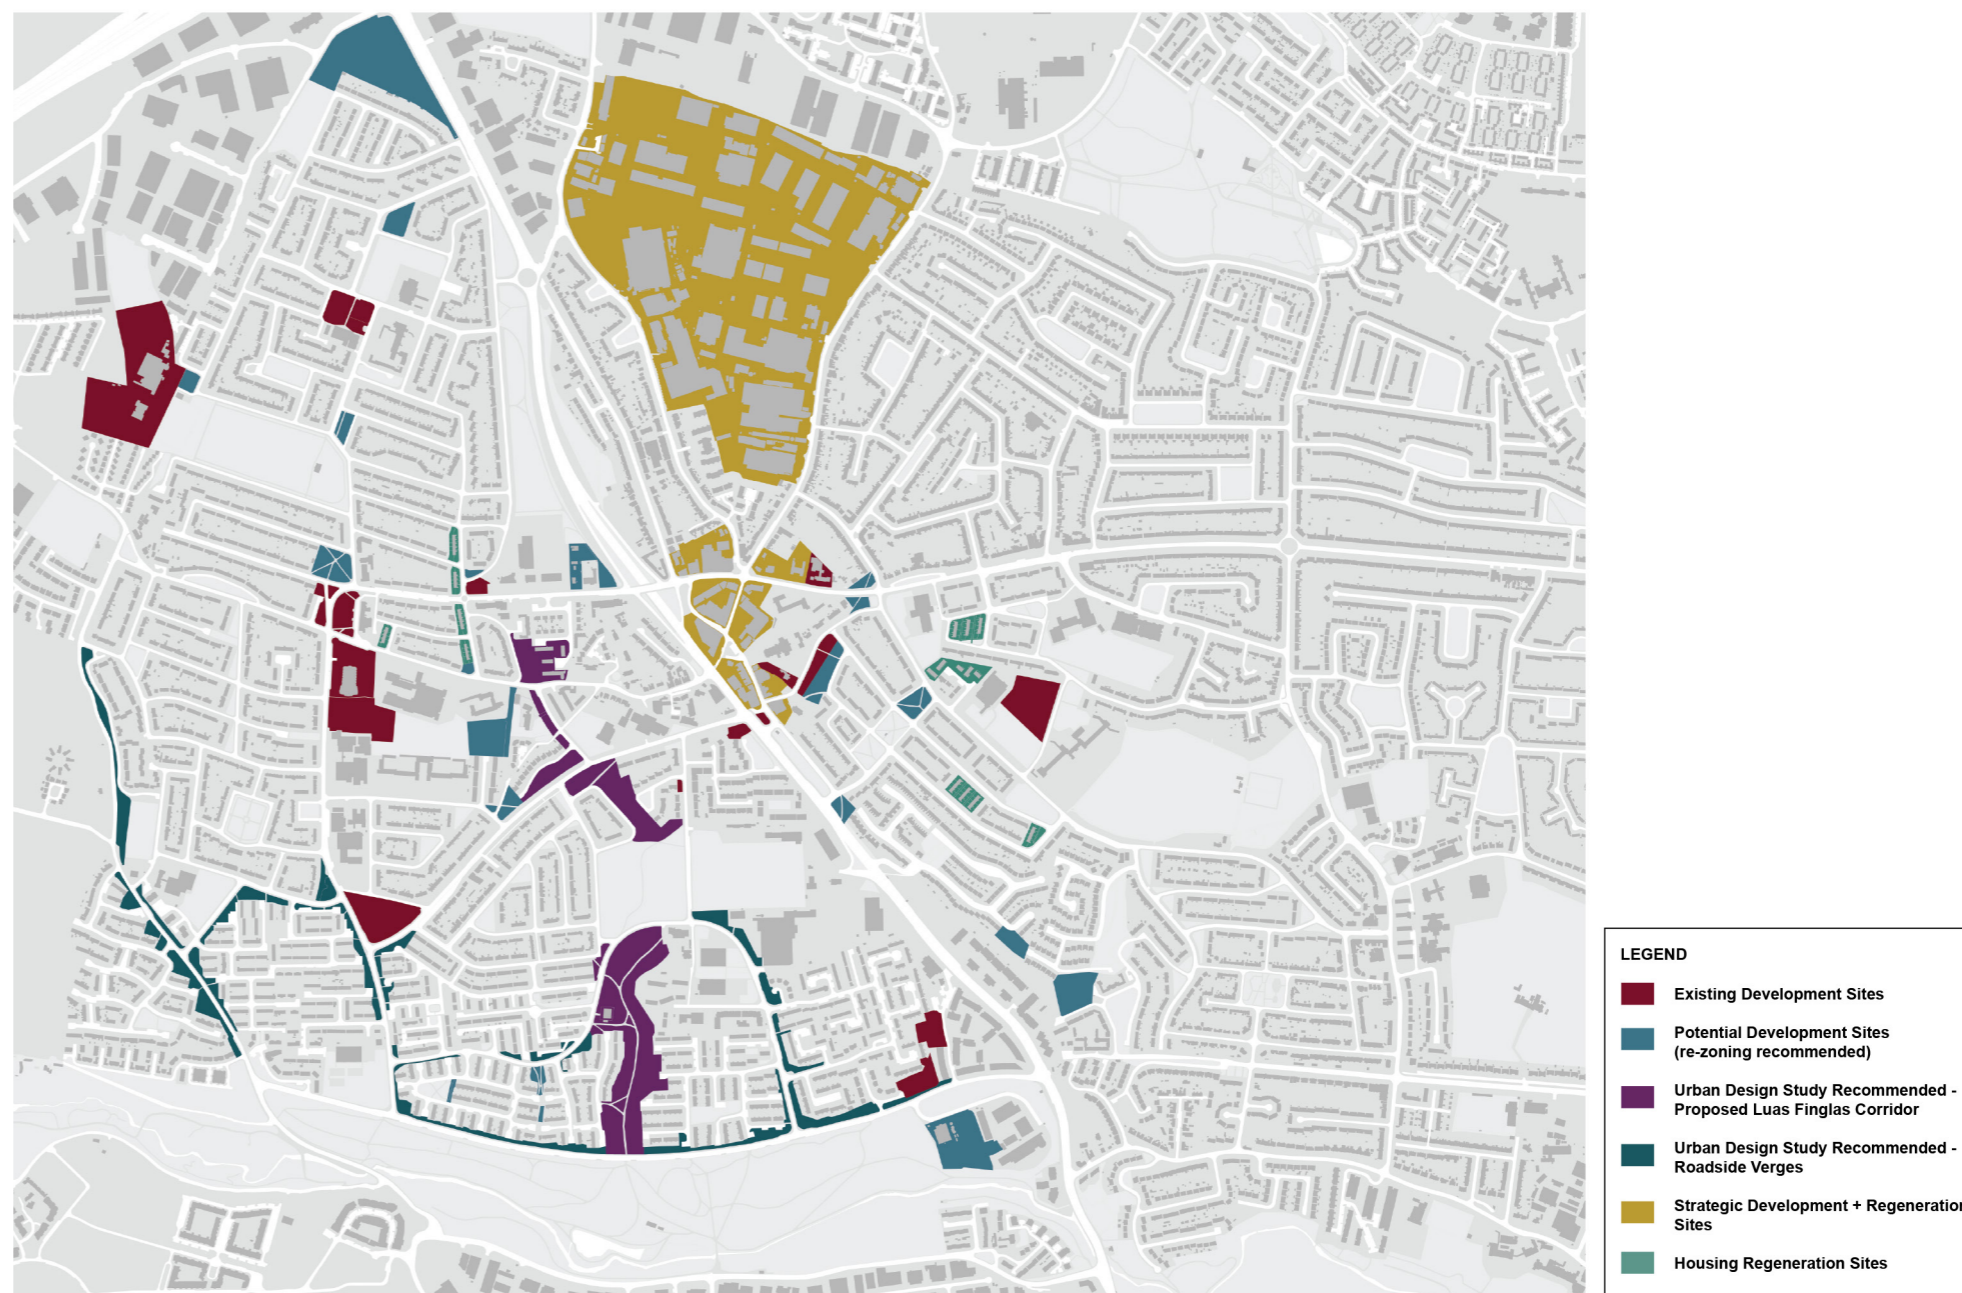 LEGEND
Existing Development Sites
Potential Development Sites
(re-zoning recommended)
Urban Design Study Recommended -
Proposed Luas Finglas Corridor
Urban Design Study Recommended -
Roadside Verges
Strategic Development + Regeneration
Sites
Housing Regeneration Sites